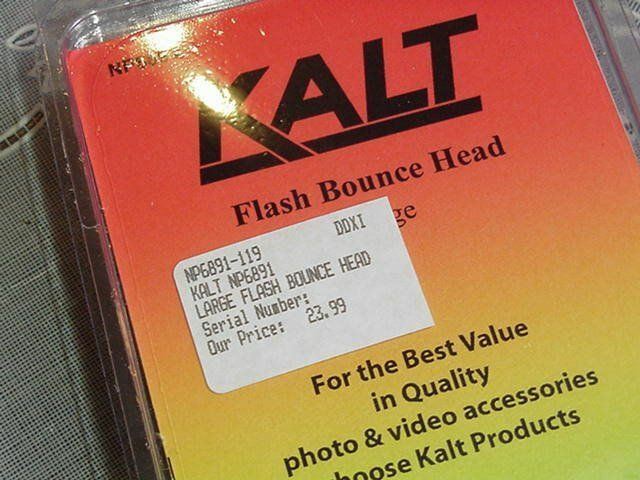 KALT
Flash Bounce Head
NP6891-119 DDXI
KALT NP6891
LARGE FLASH BOUNCE HEAD
Serial Number:
Our Price: 23.99
For the Best Value
in Quality
photo & video accessories
Kalt Products